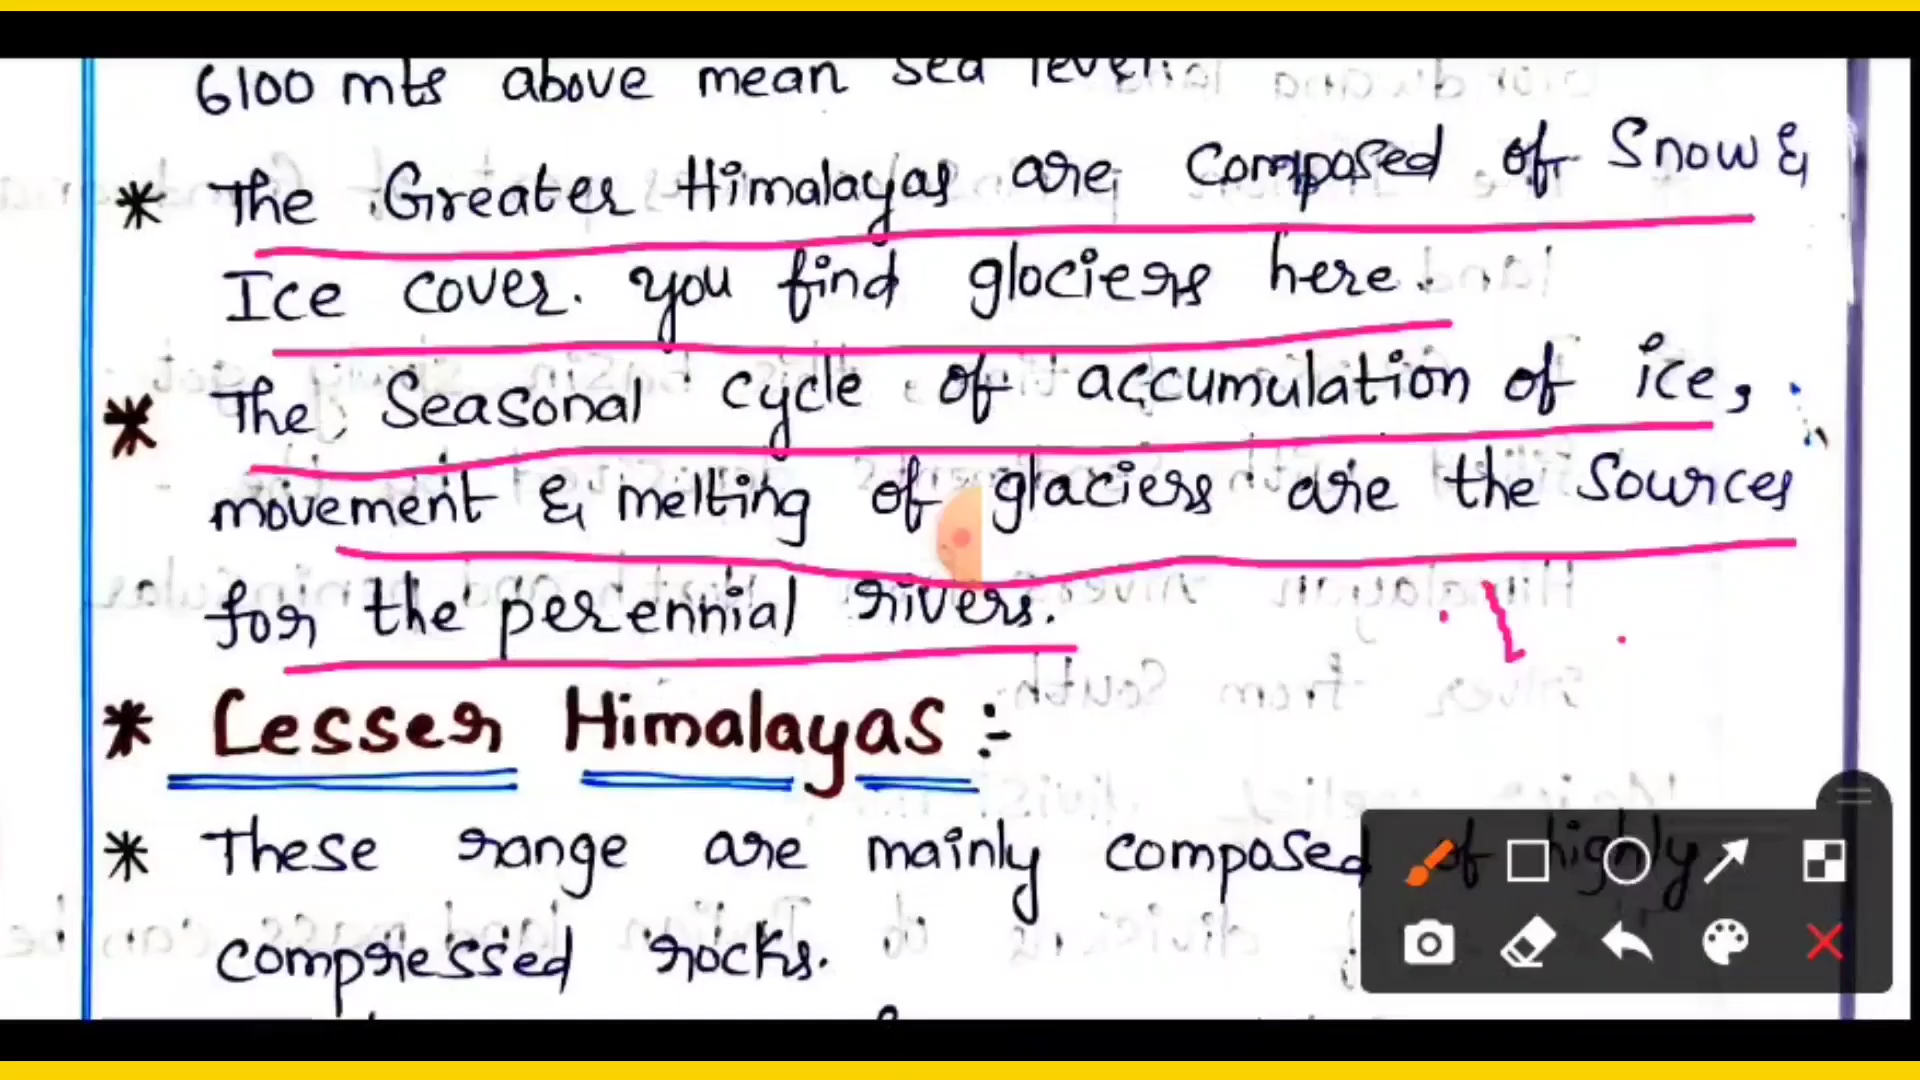 6100 mts above mean sea level.
* The Greater Himalayas are composed of Snow &
Ice cover. you find glociers here.
* The Seasonal cycle of accumulation of ice,
movement & melting of glaciers are the Sources
for the perennial rivers.
* Lesser Himalayas :-
* These range are mainly composed of highly
compressed rocks.